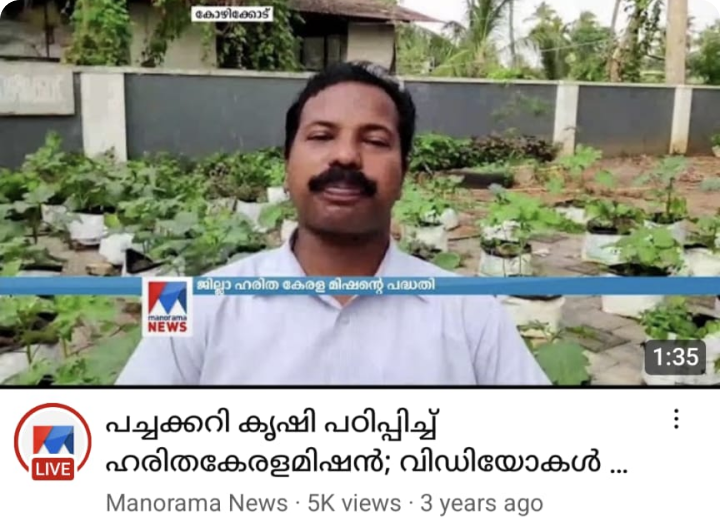 കോഴിക്കോട്
ജില്ലാ ഹരിത കേരള മിഷന്റെ പദ്ധതി
manorama
NEWS
1:35
പച്ചക്കറി കൃഷി പഠിപ്പിച്ച്
ഹരിതകേരളമിഷൻ; വിഡിയോകൾ ...
LIVE
Manorama News · 5K views · 3 years ago